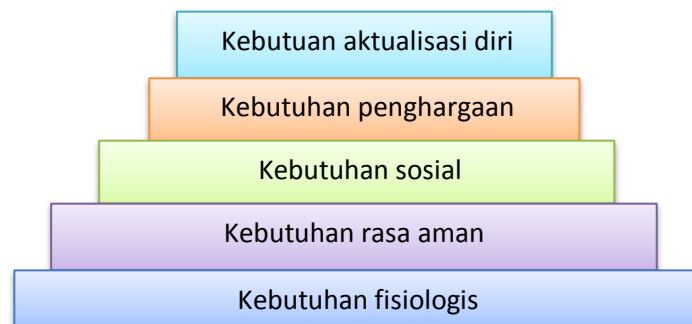 Kebutuan aktualisasi diri
Kebutuhan penghargaan
Kebutuhan sosial
Kebutuhan rasa aman
Kebutuhan fisiologis